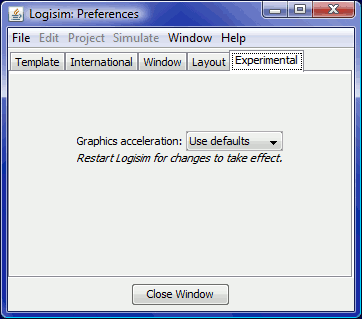 Logisim: Preferences
File Edit Project Simulate Window Help
Template International Window Layout Experimental
Graphics acceleration: Use defaults
Restart Logisim for changes to take effect.
Close Window